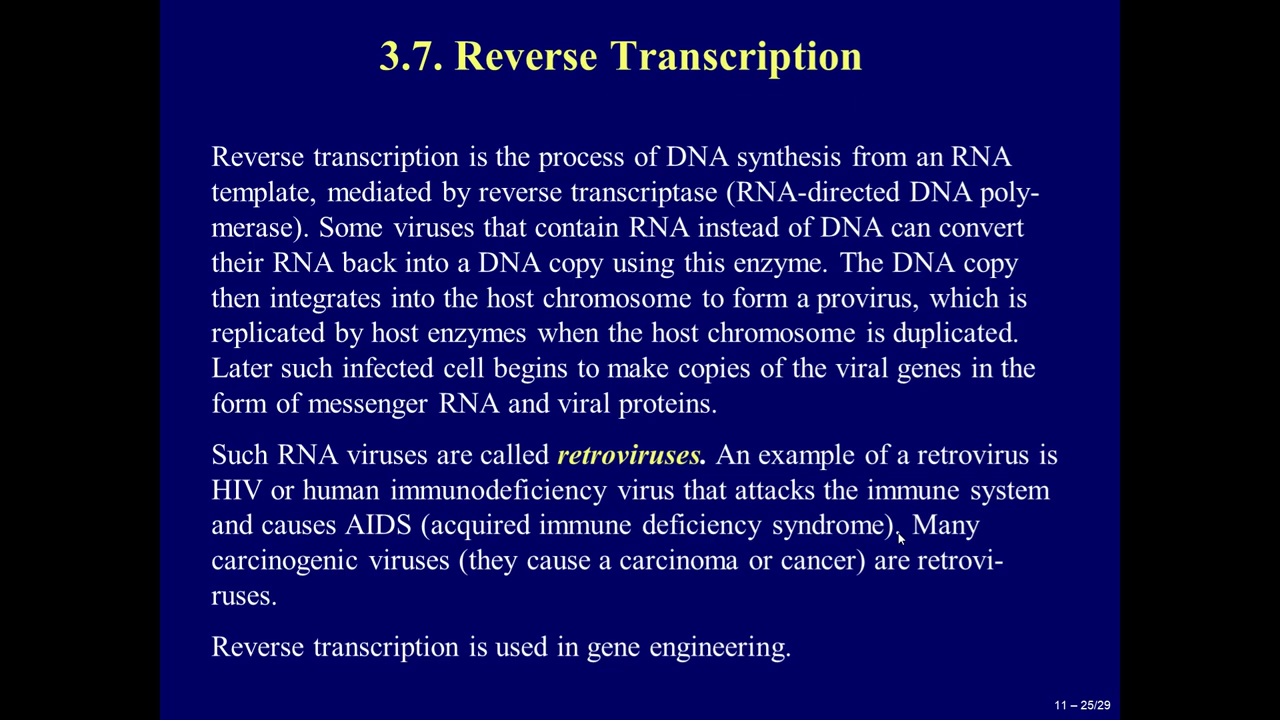 3.7. Reverse Transcription
Reverse transcription is the process of DNA synthesis from an RNA
template, mediated by reverse transcriptase (RNA-directed DNA poly-
merase). Some viruses that contain RNA instead of DNA can convert
their RNA back into a DNA copy using this enzyme. The DNA copy
then integrates into the host chromosome to form a provirus, which is
replicated by host enzymes when the host chromosome is duplicated.
Later such infected cell begins to make copies of the viral genes in the
form of messenger RNA and viral proteins.
Such RNA viruses are called retroviruses. An example of a retrovirus is
HIV or human immunodeficiency virus that attacks the immune system
and causes AIDS (acquired immune deficiency syndrome). Many
carcinogenic viruses (they cause a carcinoma or cancer) are retrovi-
ruses.
Reverse transcription is used in gene engineering.
11 – 25/29